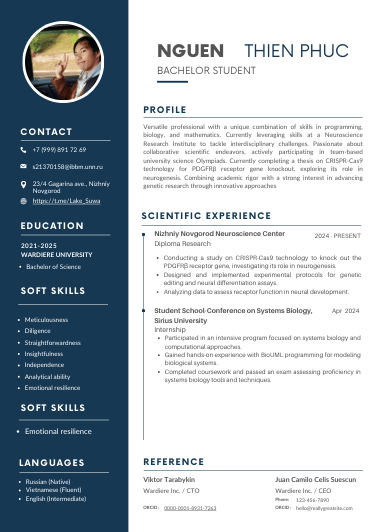 NGUEN THIEN PHUC
BACHELOR STUDENT
CONTACT
+7 (999) 891 72 69
s21370158@ibbm.unn.ru
23/4 Gagarina ave., Nizhniy
Novgorod
https://t.me/Lake_Suwa
EDUCATION
2021-2025
WARDIERE UNIVERSITY
• Bachelor of Science
SOFT SKILLS
• Meticulousness
• Diligence
• Straightforwardness
• Insightfulness
• Independence
• Analytical ability
• Emotional resilience
SOFT SKILLS
• Emotional resilience
LANGUAGES
• Russian (Native)
• Vietnamese (Fluent)
• English (Intermediate)
PROFILE
Versatile professional with a unique combination of skills in programming,
biology, and mathematics. Currently leveraging skills at a Neuroscience
Research Institute to tackle interdisciplinary challenges. Passionate about
collaborative scientific endeavors, actively participating in team-based
university science Olympiads. Currently completing a thesis on CRISPR-Cas9
technology for PDGFRβ receptor gene knockout, exploring its role in
neurogenesis. Combining academic rigor with a strong interest in advancing
genetic research through innovative approaches
SCIENTIFIC EXPERIENCE
Nizhniy Novgorod Neuroscience Center 2024 - PRESENT
Diploma Research
• Conducting a study on CRISPR-Cas9 technology to knock out the
PDGFRβ receptor gene, investigating its role in neurogenesis.
• Designed and implemented experimental protocols for genetic
editing and neural differentiation assays.
• Analyzing data to assess receptor function in neural development.
Student School-Conference on Systems Biology, Apr 2024
Sirius University
Internship
• Participated in an intensive program focused on systems biology and
computational approaches.
• Gained hands-on experience with BioUML programming for modeling
biological systems.
• Completed coursework and passed an exam assessing proficiency in
systems biology tools and techniques.
REFERENCE
Viktor Tarabykin
Wardiere Inc. / CTO
ORCID: 0000-0001-8931-7363
Juan Camilo Celis Suescun
Wardiere Inc. / CEO
Phone: 123-456-7890
ORCID: hello@reallygreatsite.com